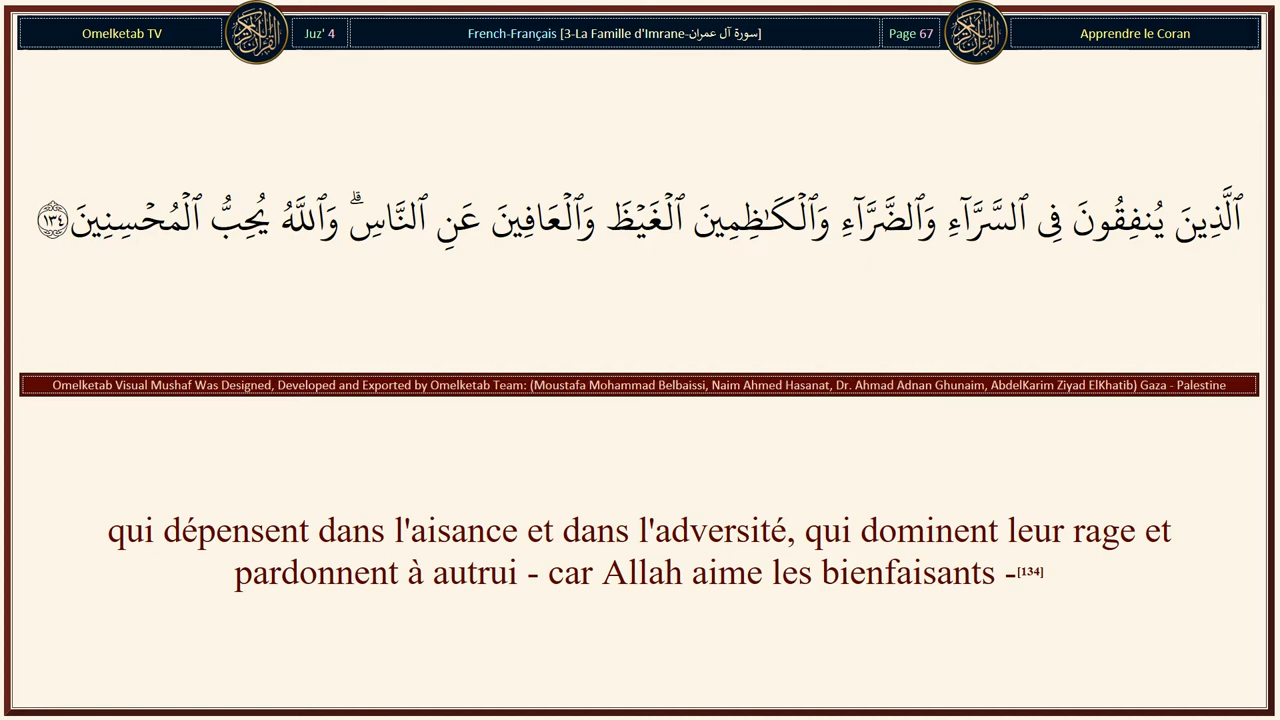 Omelketab TV
Juz' 4
French-Français [3-La Famille d'Imrane-سورة آل عمران]
Page 67
Apprendre le Coran
ٱلَّذِينَ يُنفِقُونَ فِى ٱلسَّرَّآءِ وَٱلضَّرَّآءِ وَٱلْكَـٰظِمِينَ ٱلْغَيْظَ وَٱلْعَافِينَ عَنِ ٱلنَّاسِ ۗ وَٱللَّهُ يُحِبُّ ٱلْمُحْسِنِينَ ١٣٤
Omelketab Visual Mushaf Was Designed, Developed and Exported by Omelketab Team: (Moustafa Mohammad Belbaissi, Naim Ahmed Hasanat, Dr. Ahmad Adnan Ghunaim, AbdelKarim Ziyad ElKhatib) Gaza - Palestine
qui dépensent dans l'aisance et dans l'adversité, qui dominent leur rage et
pardonnent à autrui - car Allah aime les bienfaisants -[134]